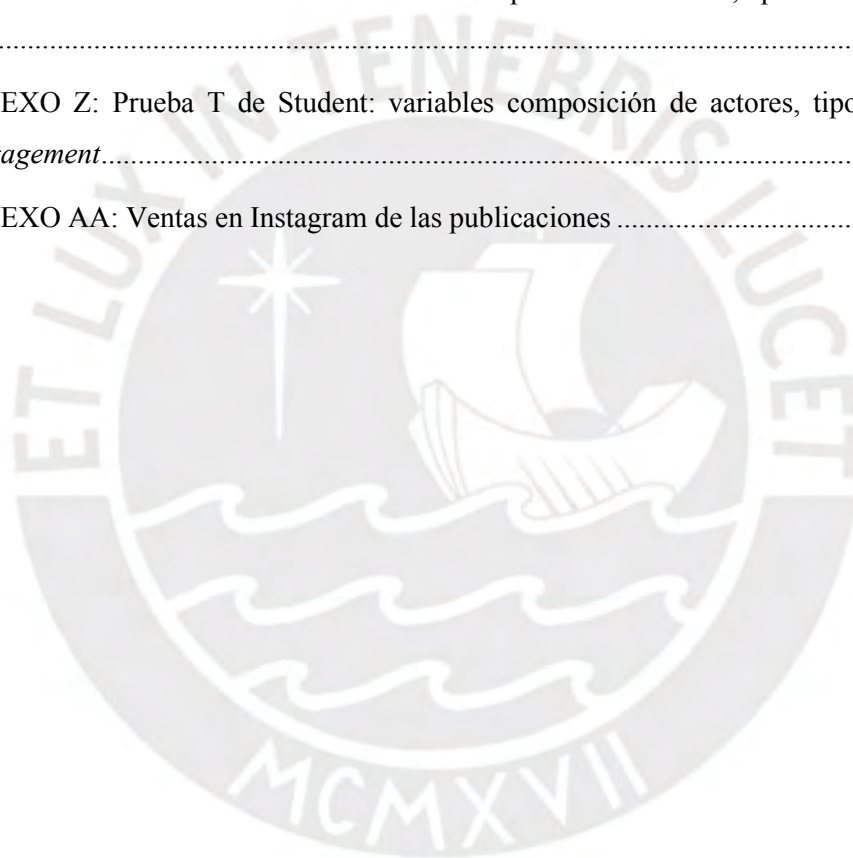 EXO Z: Prueba T de Student: variables composición de actores, tipo
agement
EXO AA: Ventas en Instagram de las publicaciones
ET LUX IN TENEBRIS LUCET
MCMXVII